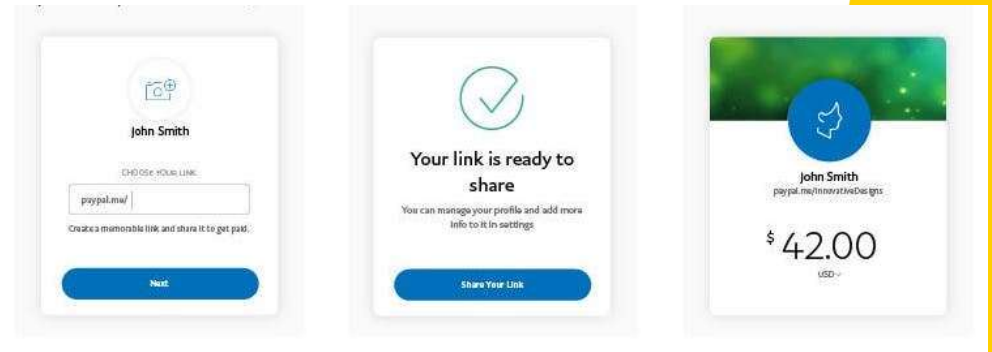 John Smith
CHOOSE YOUR LINK
paypal.me/
Create a memorable link and share it to get paid.
Next
Your link is ready to
share
You can manage your profile and add more
info to it in settings
Share Your Link
John Smith
paypal.me/InnovativeDesigns
$42.00
USD